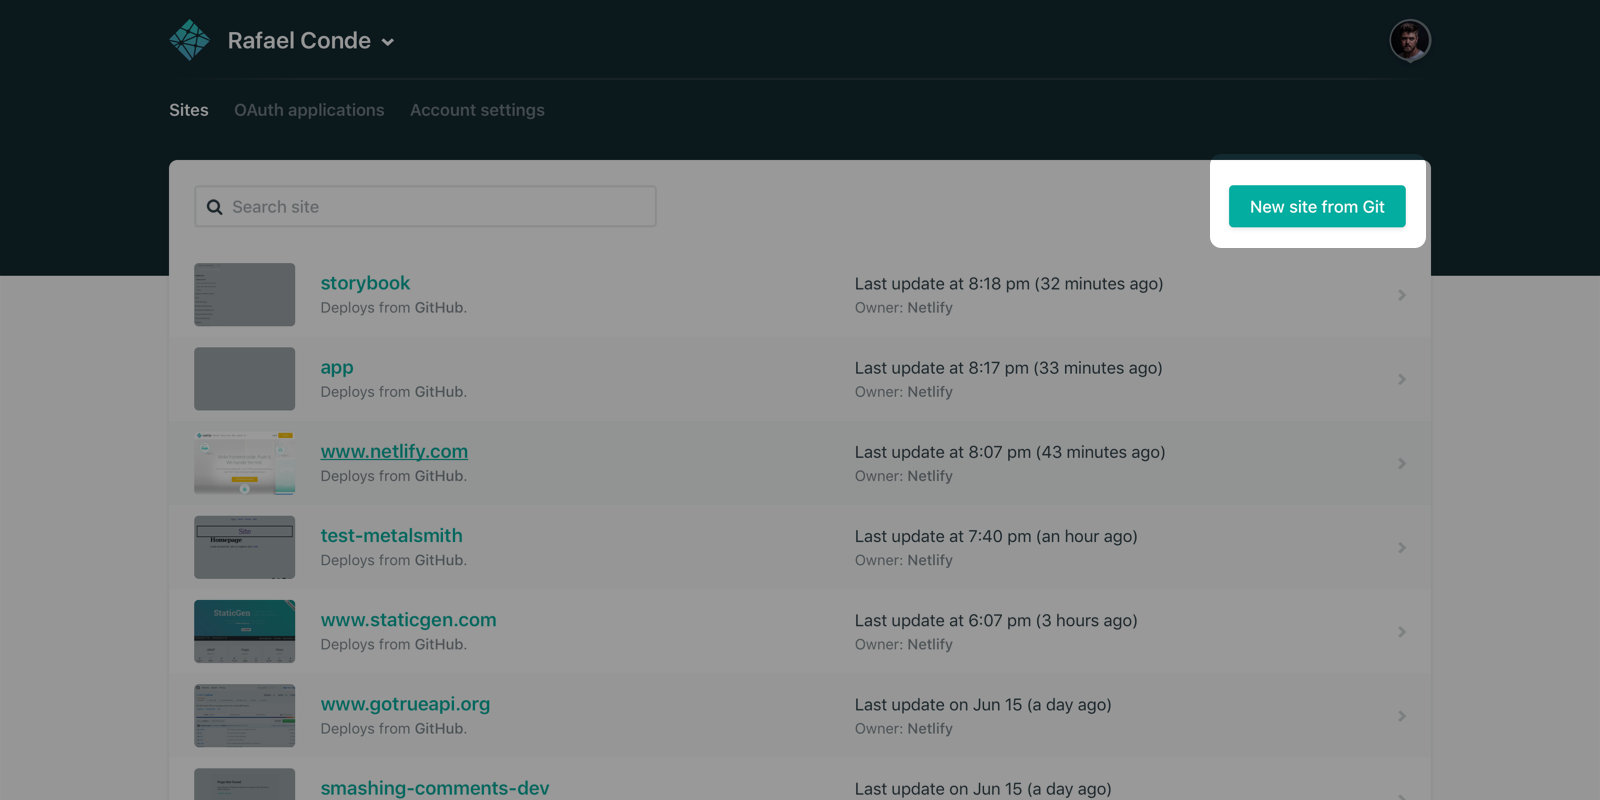 Rafael Conde
Sites OAuth applications Account settings
Search site
New site from Git
storybook
Deploys from GitHub.
Last update at 8:18 pm (32 minutes ago)
Owner: Netlify
app
Deploys from GitHub.
Last update at 8:17 pm (33 minutes ago)
Owner: Netlify
www.netlify.com
Deploys from GitHub.
Last update at 8:07 pm (43 minutes ago)
Owner: Netlify
Site
Homepage
test-metalsmith
Deploys from GitHub.
Last update at 7:40 pm (an hour ago)
Owner: Netlify
StaticGen
www.staticgen.com
Deploys from GitHub.
Last update at 6:07 pm (3 hours ago)
Owner: Netlify
www.gotrueapi.org
Deploys from GitHub.
Last update on Jun 15 (a day ago)
Owner: Netlify
smashing-comments-dev
Last update on Jun 15 (a day ago)